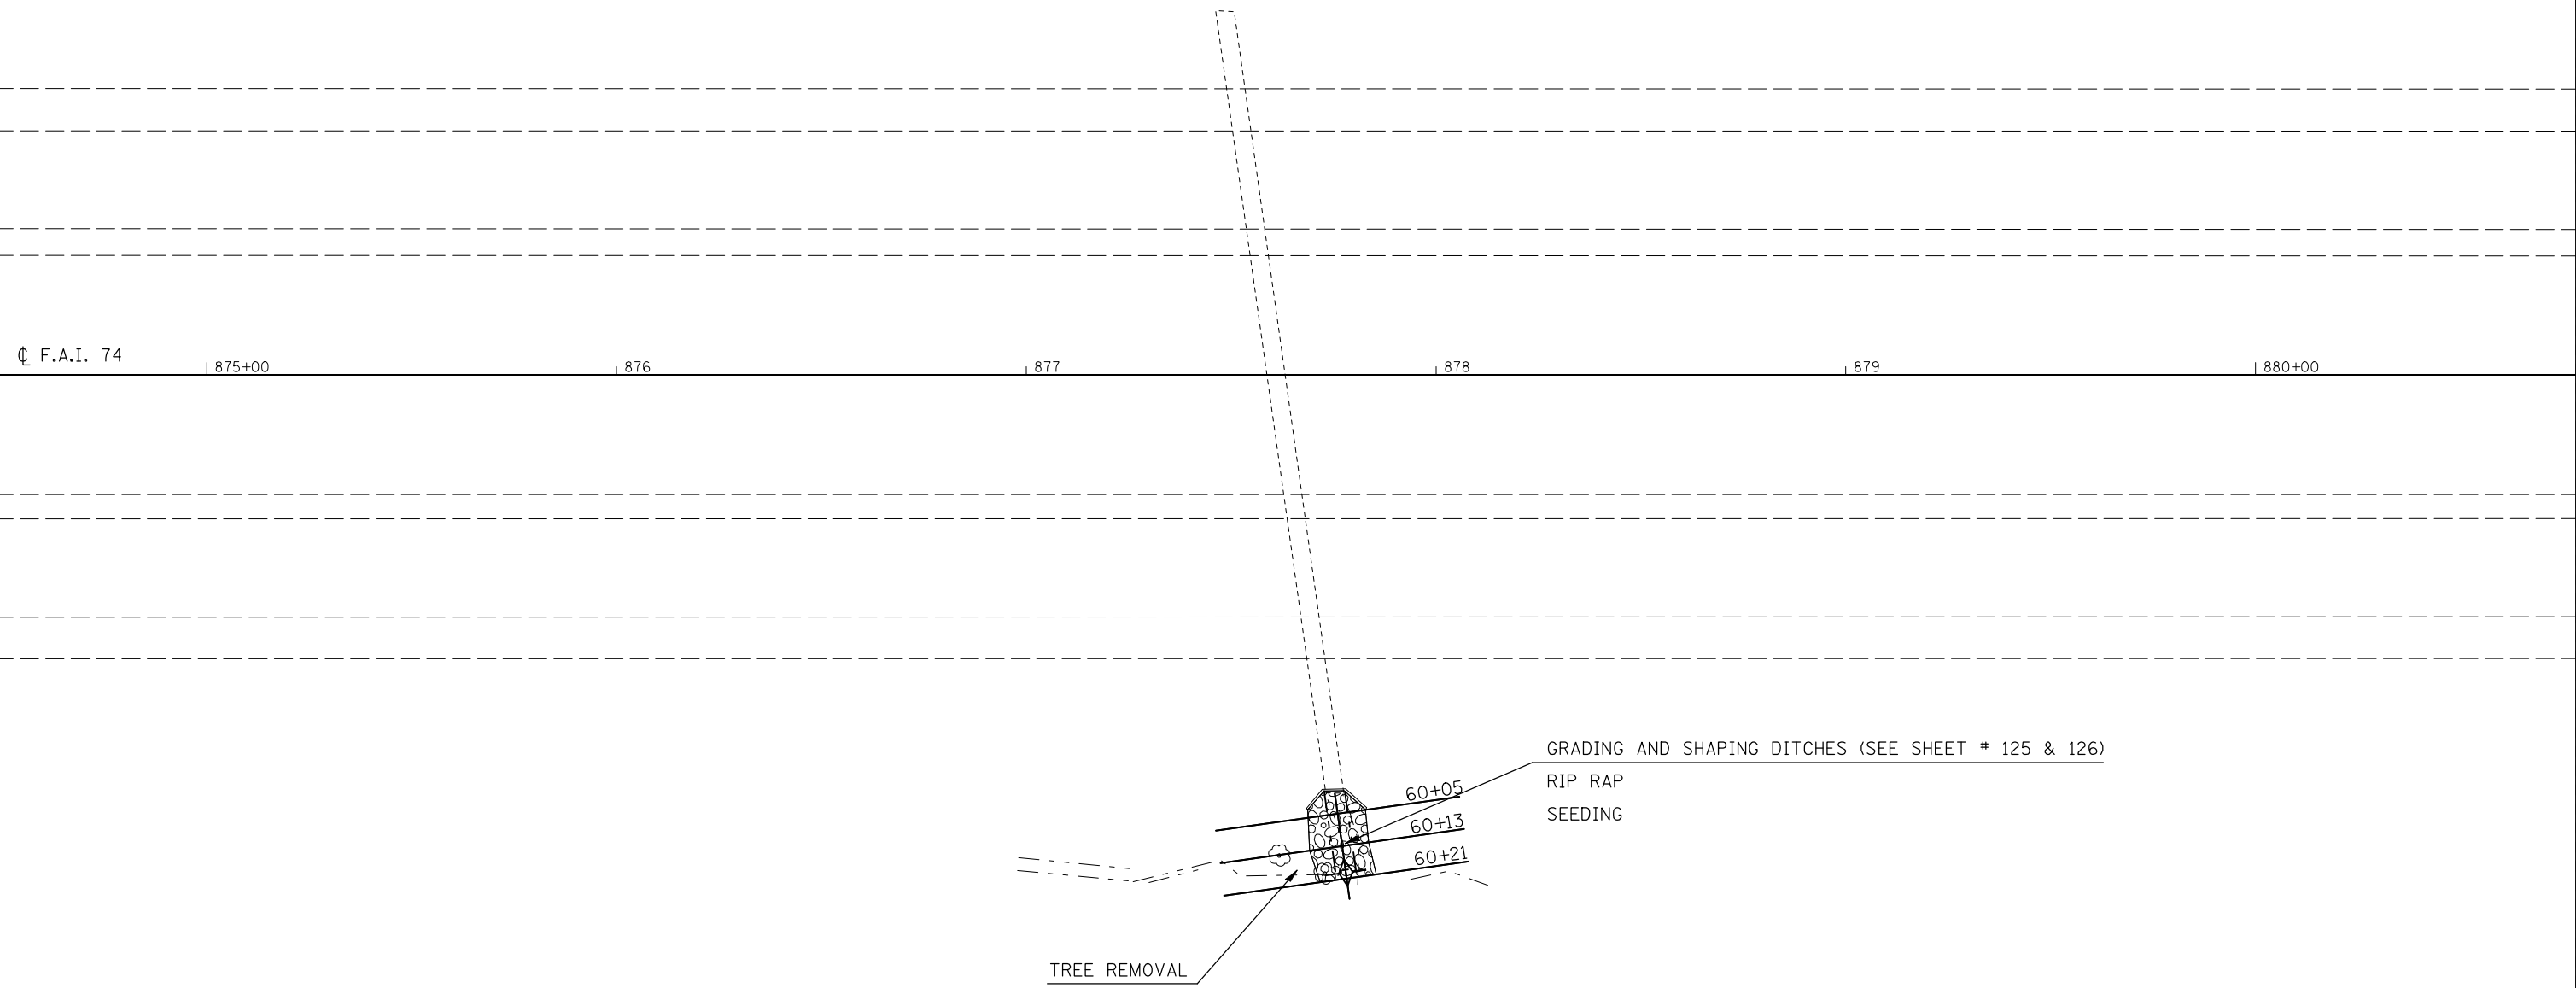 ℄ F.A.I. 74
875+00 876 877 878 879 880+00
GRADING AND SHAPING DITCHES (SEE SHEET # 125 & 126)
RIP RAP
SEEDING
60+05
60+13
60+21
TREE REMOVAL